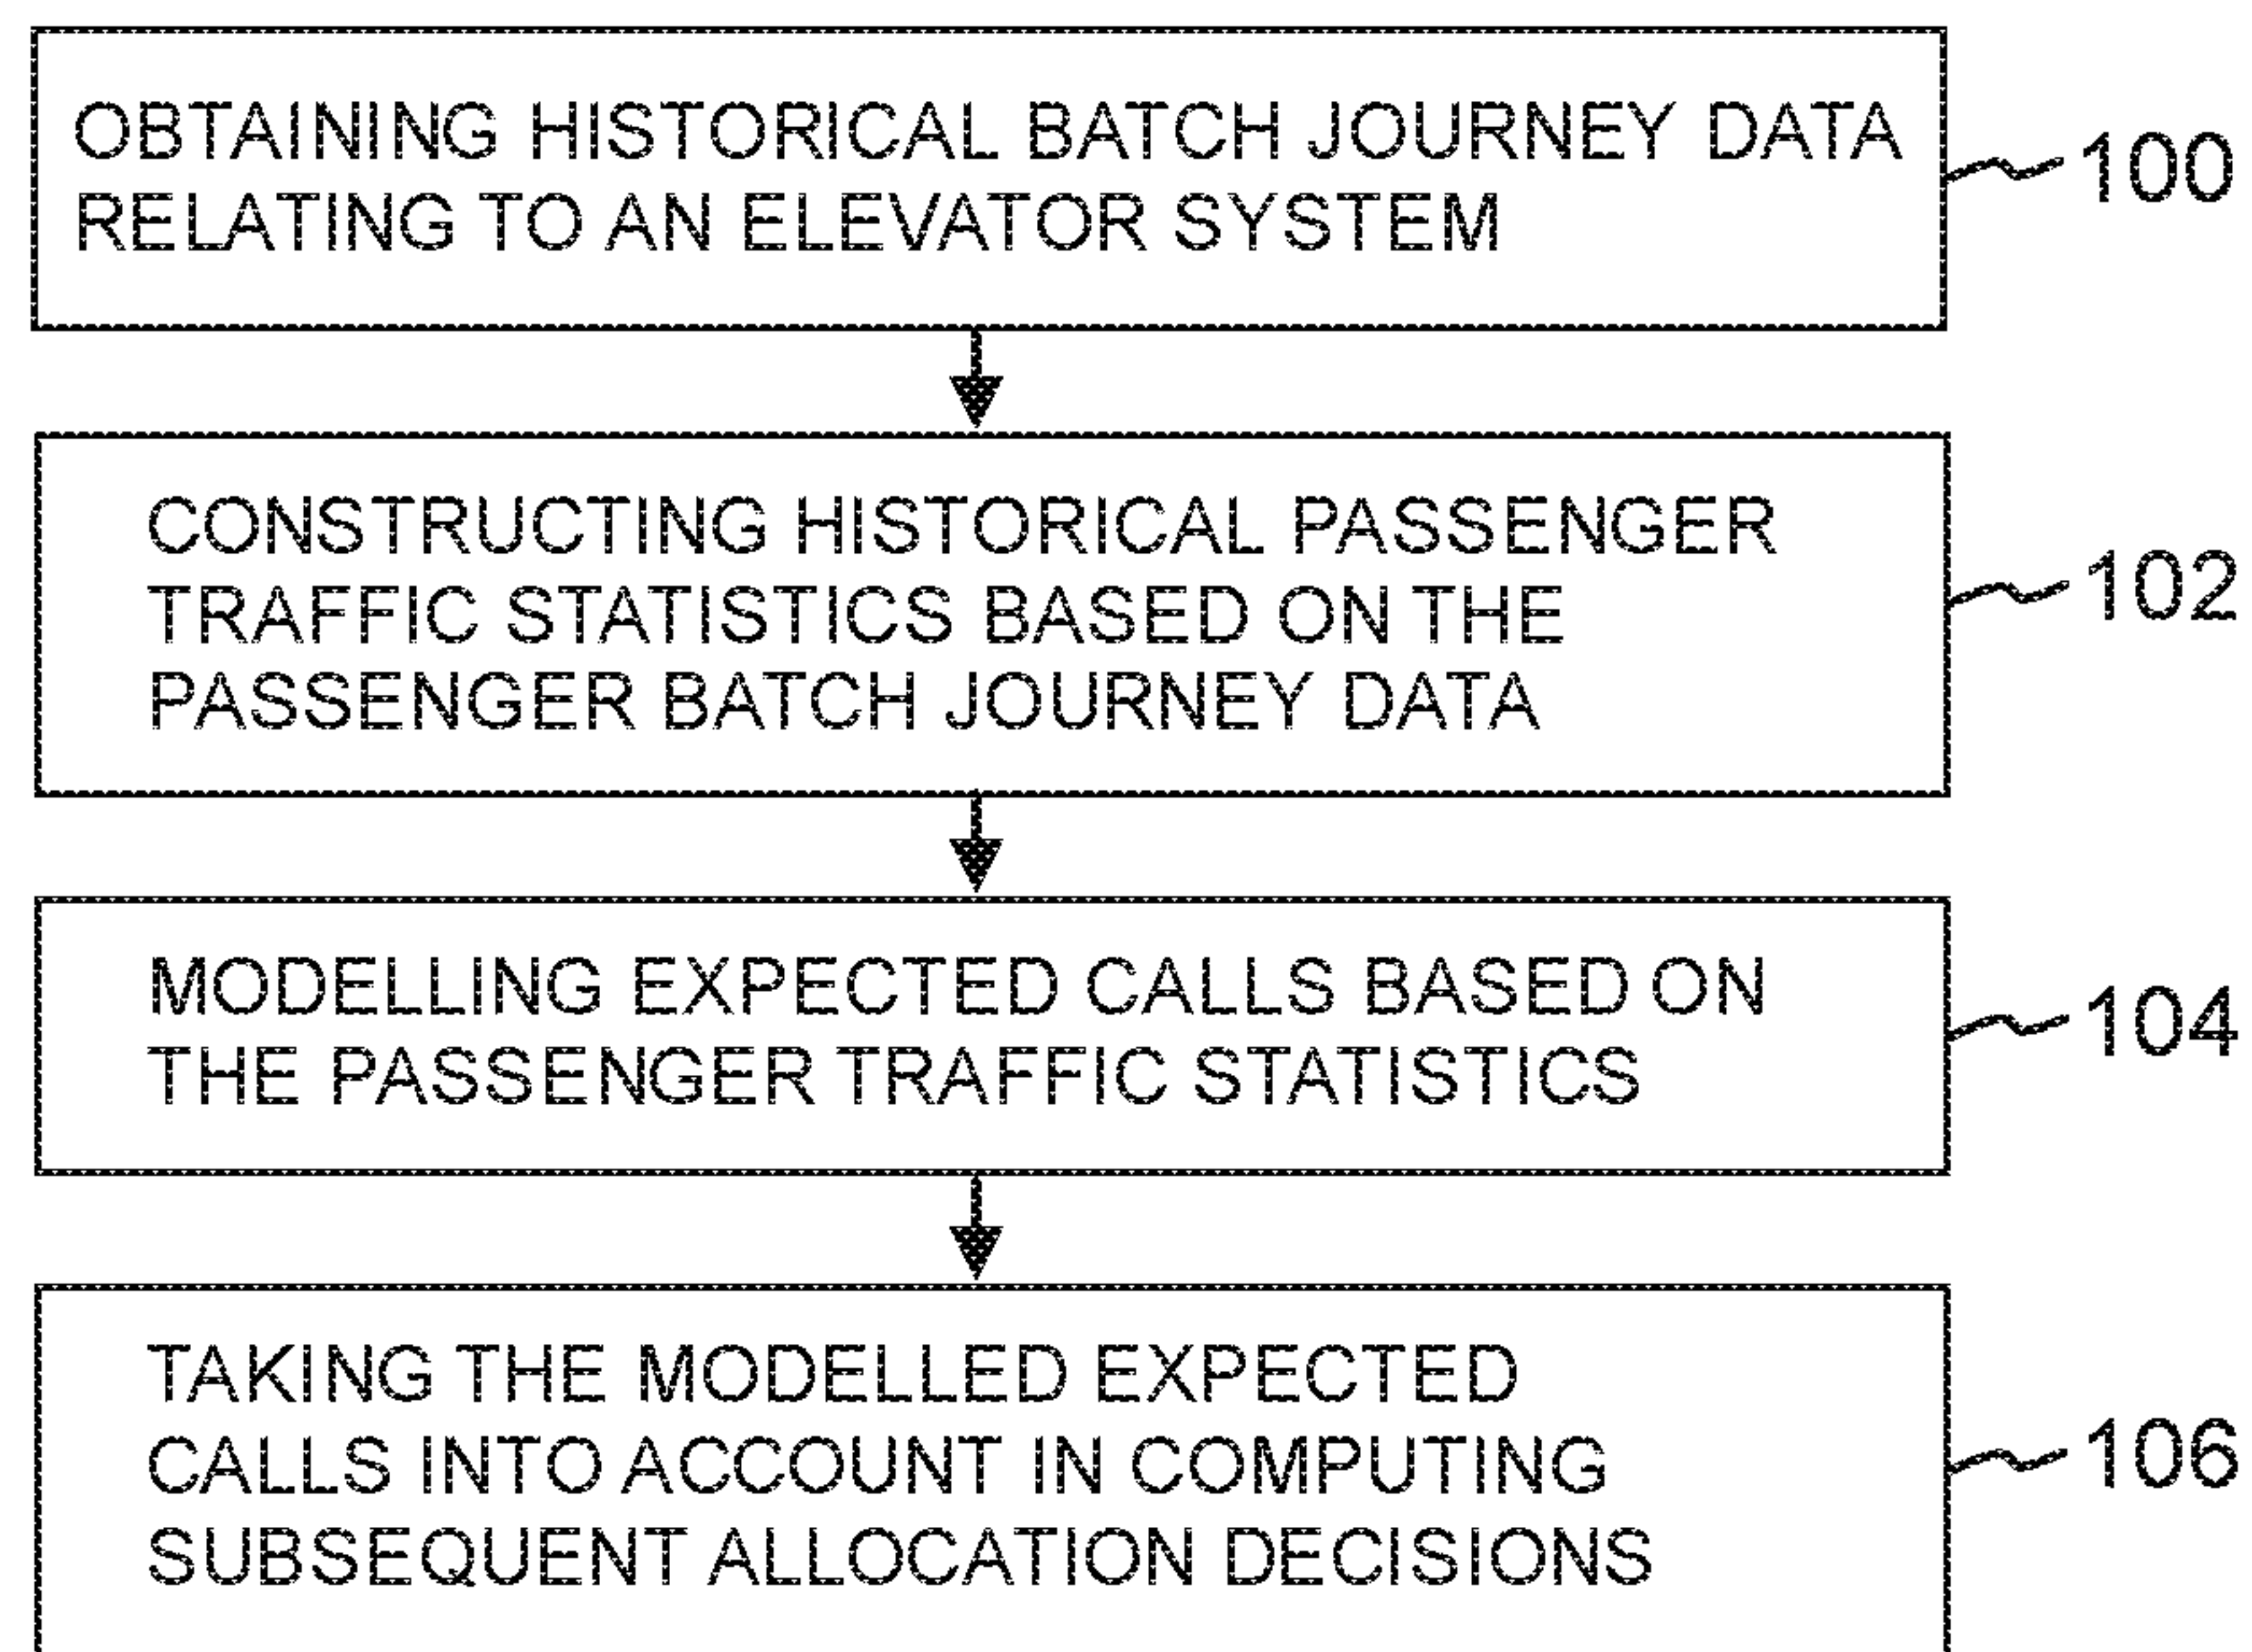 OBTAINING HISTORICAL BATCH JOURNEY DATA
RELATING TO AN ELEVATOR SYSTEM
100
CONSTRUCTING HISTORICAL PASSENGER
TRAFFIC STATISTICS BASED ON THE
PASSENGER BATCH JOURNEY DATA
102
MODELLING EXPECTED CALLS BASED ON
THE PASSENGER TRAFFIC STATISTICS
104
TAKING THE MODELLED EXPECTED
CALLS INTO ACCOUNT IN COMPUTING
SUBSEQUENT ALLOCATION DECISIONS
106